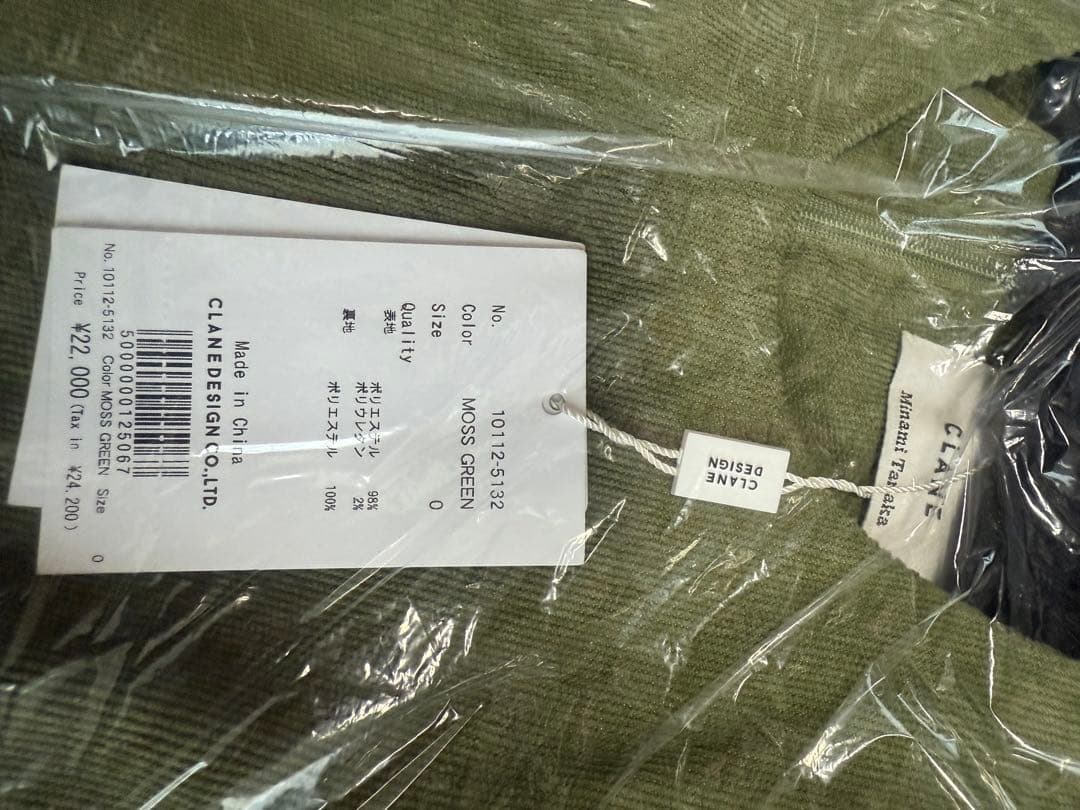 No. 10112-5132
Color MOSS GREEN
Size 0
Quality
表地 ポリエステル 98%
ポリウレタン 2%
裏地 ポリエステル 100%
Made in China
CLANEDESIGN CO.,LTD.
5000000125067
No. 10112-5132 Color MOSS GREEN Size 0
Price ¥22,000 (Tax in ¥24,200)
CLANE
DESIGN
CLANE
Minami Tanaka